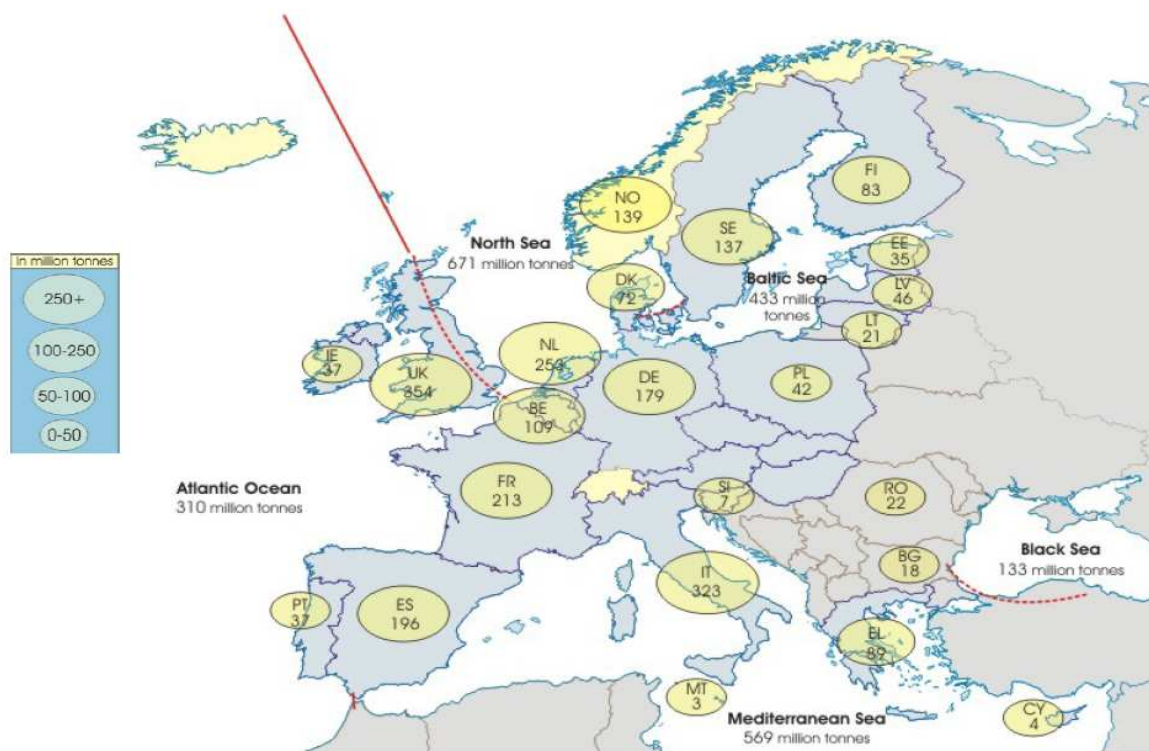 NO
139
FI
83
SE
137
North Sea
671 million tonnes
EE
35
DK
72
Baltic Sea
433 million
tonnes
LV
46
In million tonnes
250+
100-250
50-100
0-50
LT
21
NL
IE
37
UK
354
DE
179
PL
42
BE
109
Atlantic Ocean
310 million tonnes
FR
213
SI
7
RO
22
Black Sea
133 million tonnes
BG
18
IT
323
PT
37
ES
196
EL
89
MT
3
Mediterranean Sea
569 million tonnes
CY
4